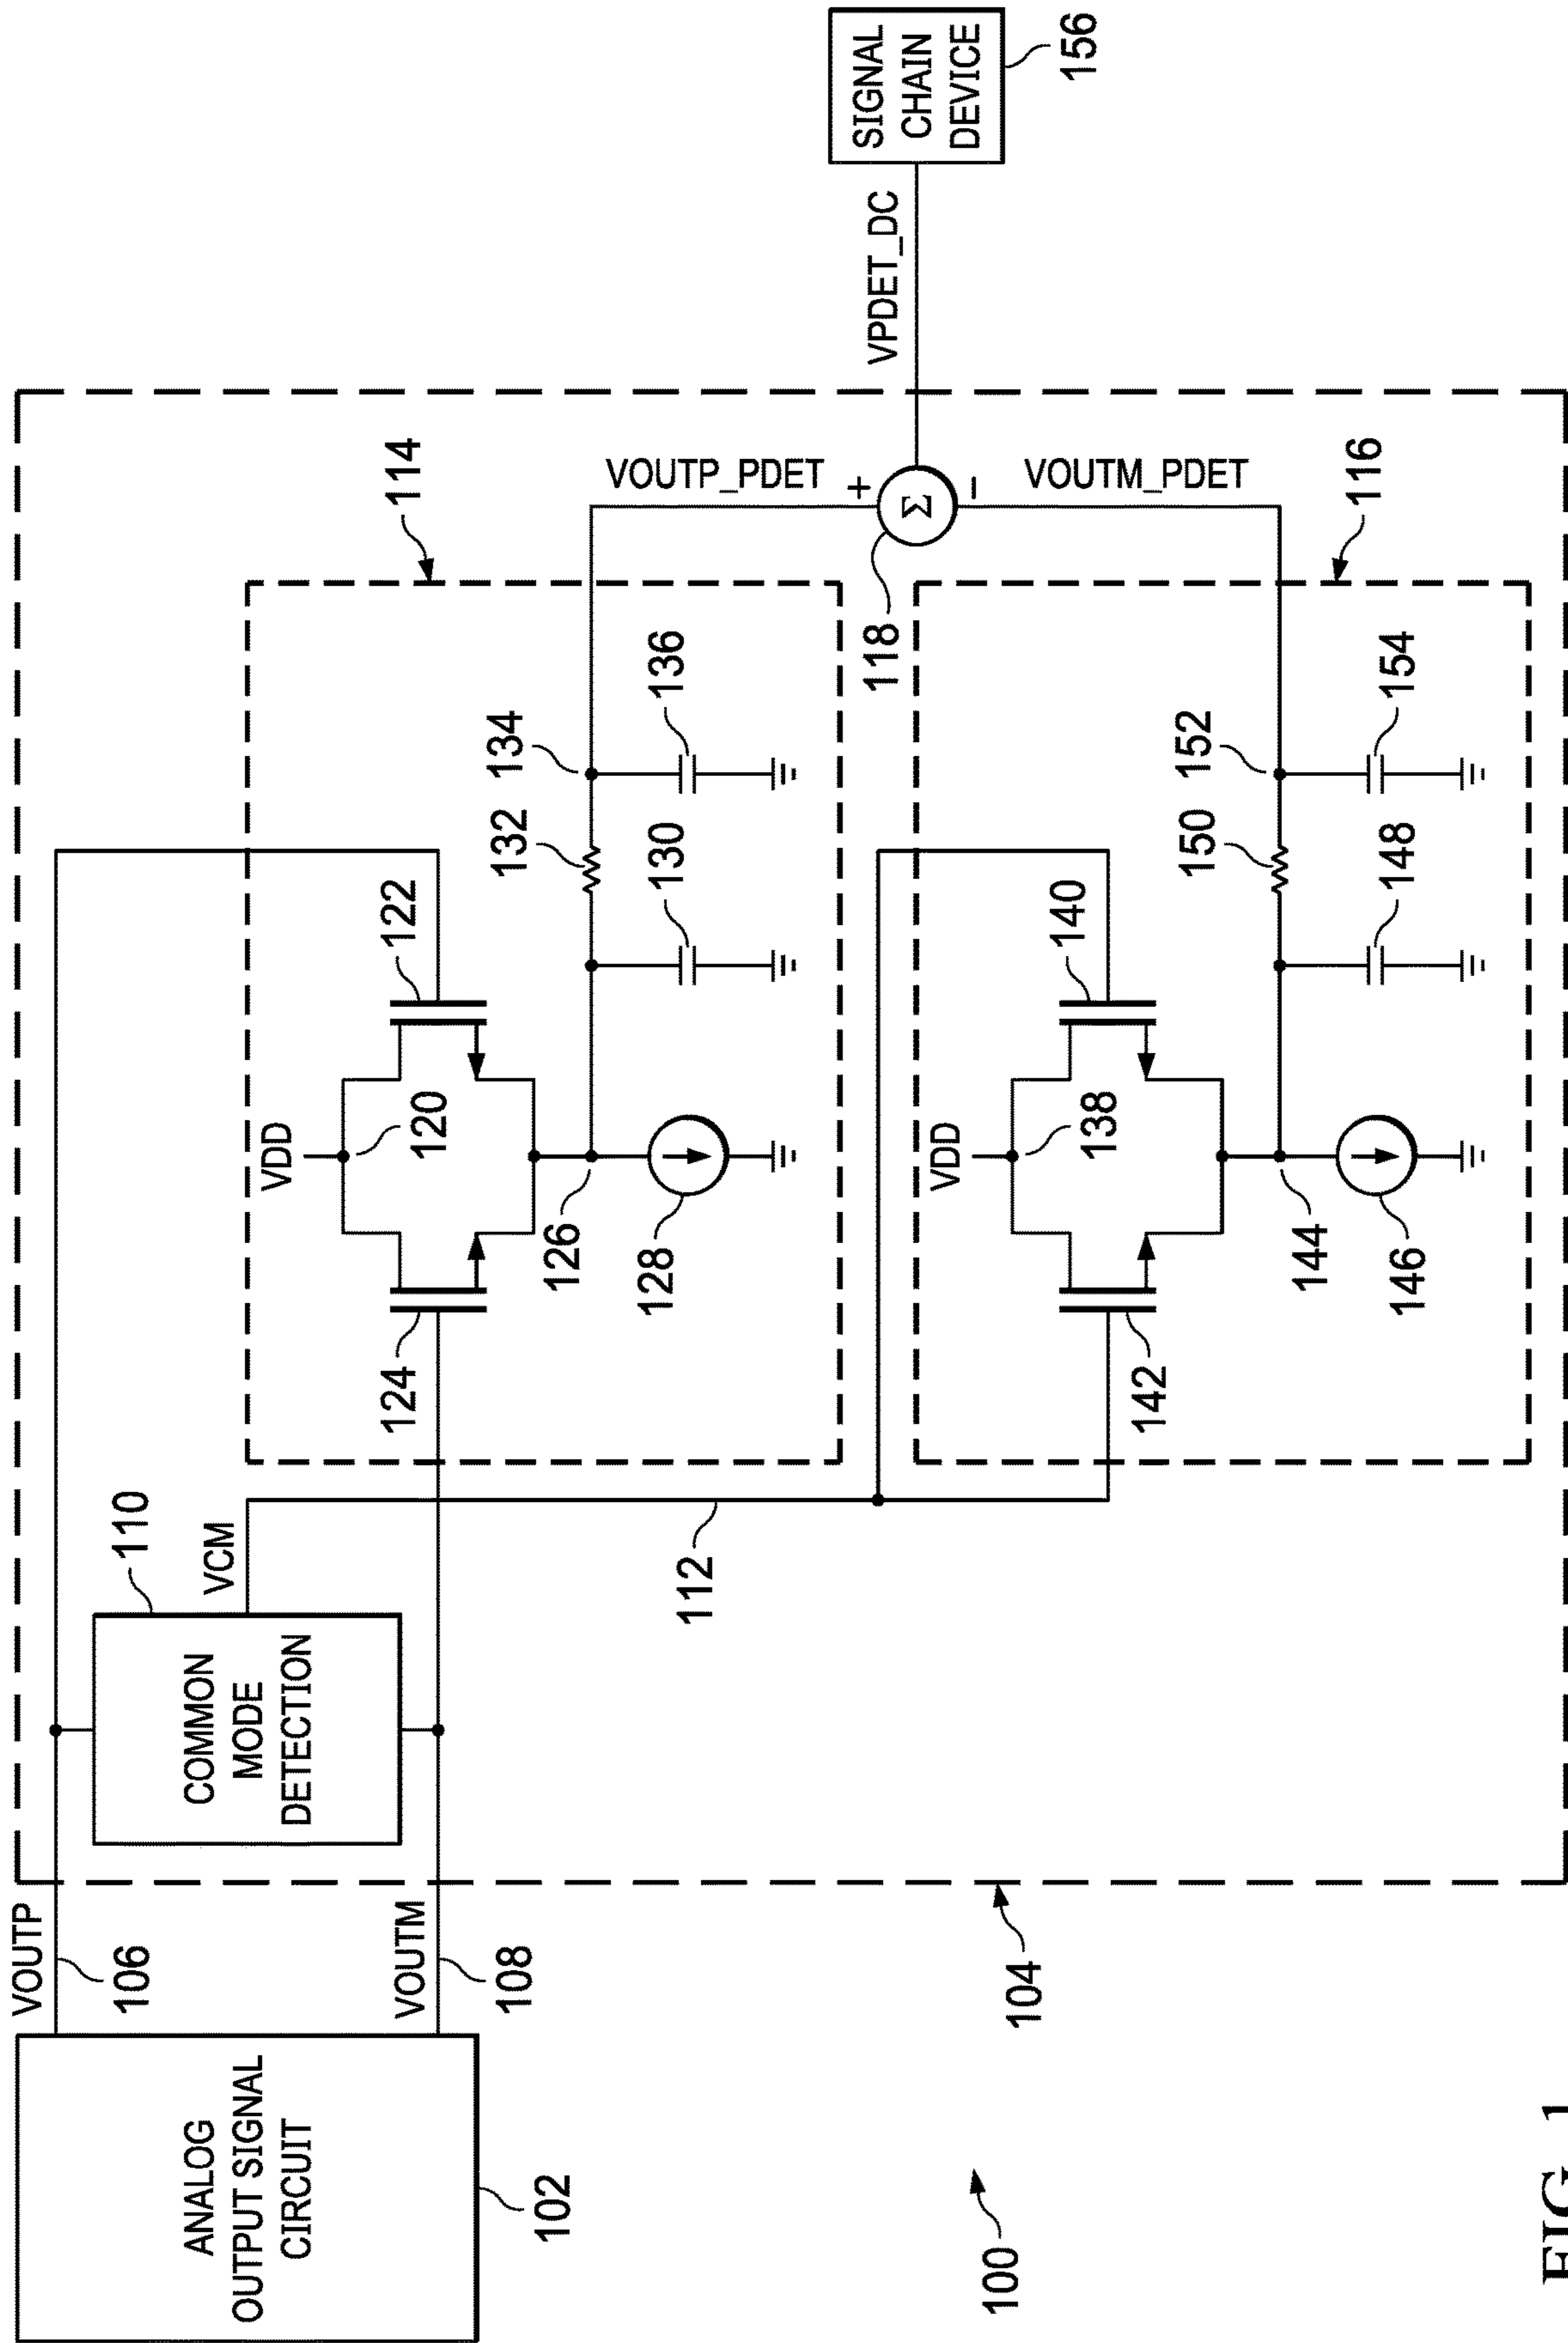 ANALOG
OUTPUT SIGNAL
CIRCUIT
102
VOUTP
106
VOUTM
108
COMMON
MODE
DETECTION
110
VCM
112
104
100
114
VDD
120
122
124
126
128
130
132
134
136
VOUTP_PDET
+
Σ
118
-
VOUTM_PDET
116
VDD
138
140
142
144
146
148
150
152
154
VPDET_DC
SIGNAL
CHAIN
DEVICE
156
FIG. 1